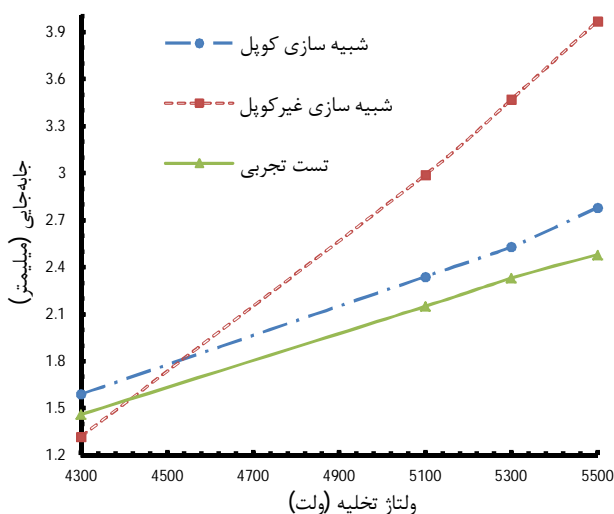 3.9
3.6
3.3
3
2.7
2.4
2.1
1.8
1.5
1.2
جابه‌جایی (میلیمتر)
شبیه سازی کوپل
شبیه سازی غیرکوپل
تست تجربی
4300 4500 4700 4900 5100 5300 5500
ولتاژ تخلیه (ولت)